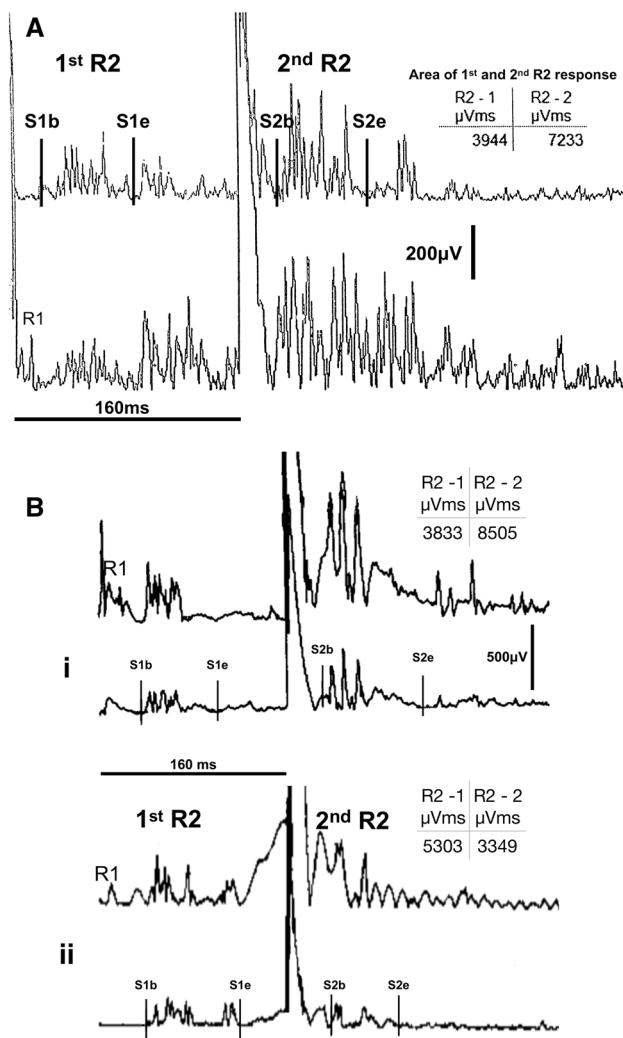 A
1st R2
2nd R2
Area of 1st and 2nd R2 response
R2 - 1 R2 - 2
µVms µVms
3944 7233
S1b S1e S2b S2e
200µV
R1
160ms
B
R2 -1 R2 - 2
µVms µVms
3833 8505
R1
i
S1b S1e S2b S2e
500µV
160 ms
1st R2
2nd R2
R2 -1 R2 - 2
µVms µVms
5303 3349
R1
ii
S1b S1e S2b S2e